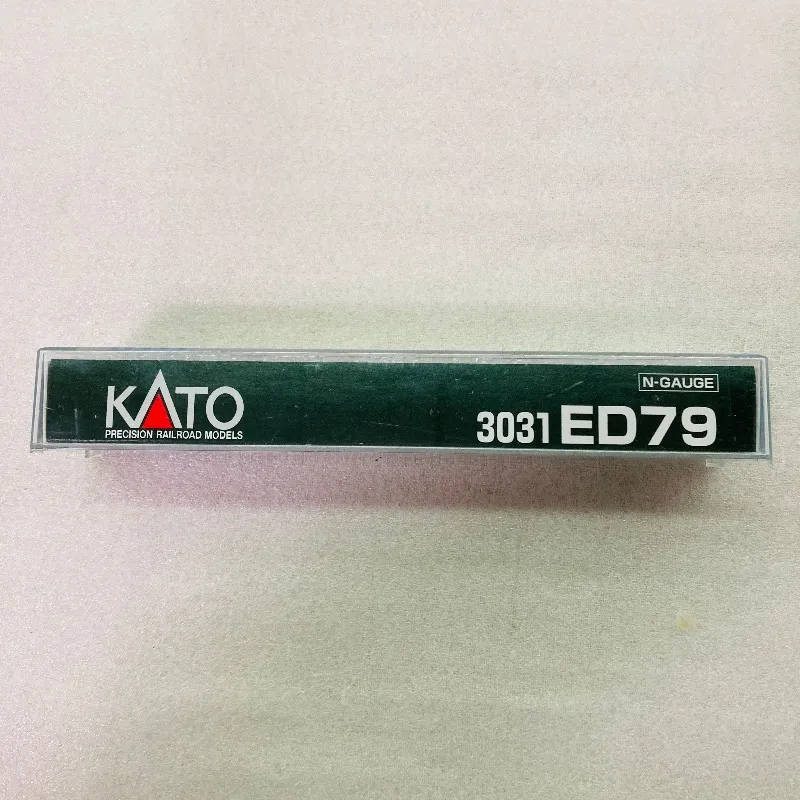 KATO
PRECISION RAILROAD MODELS
N-GAUGE
3031 ED79